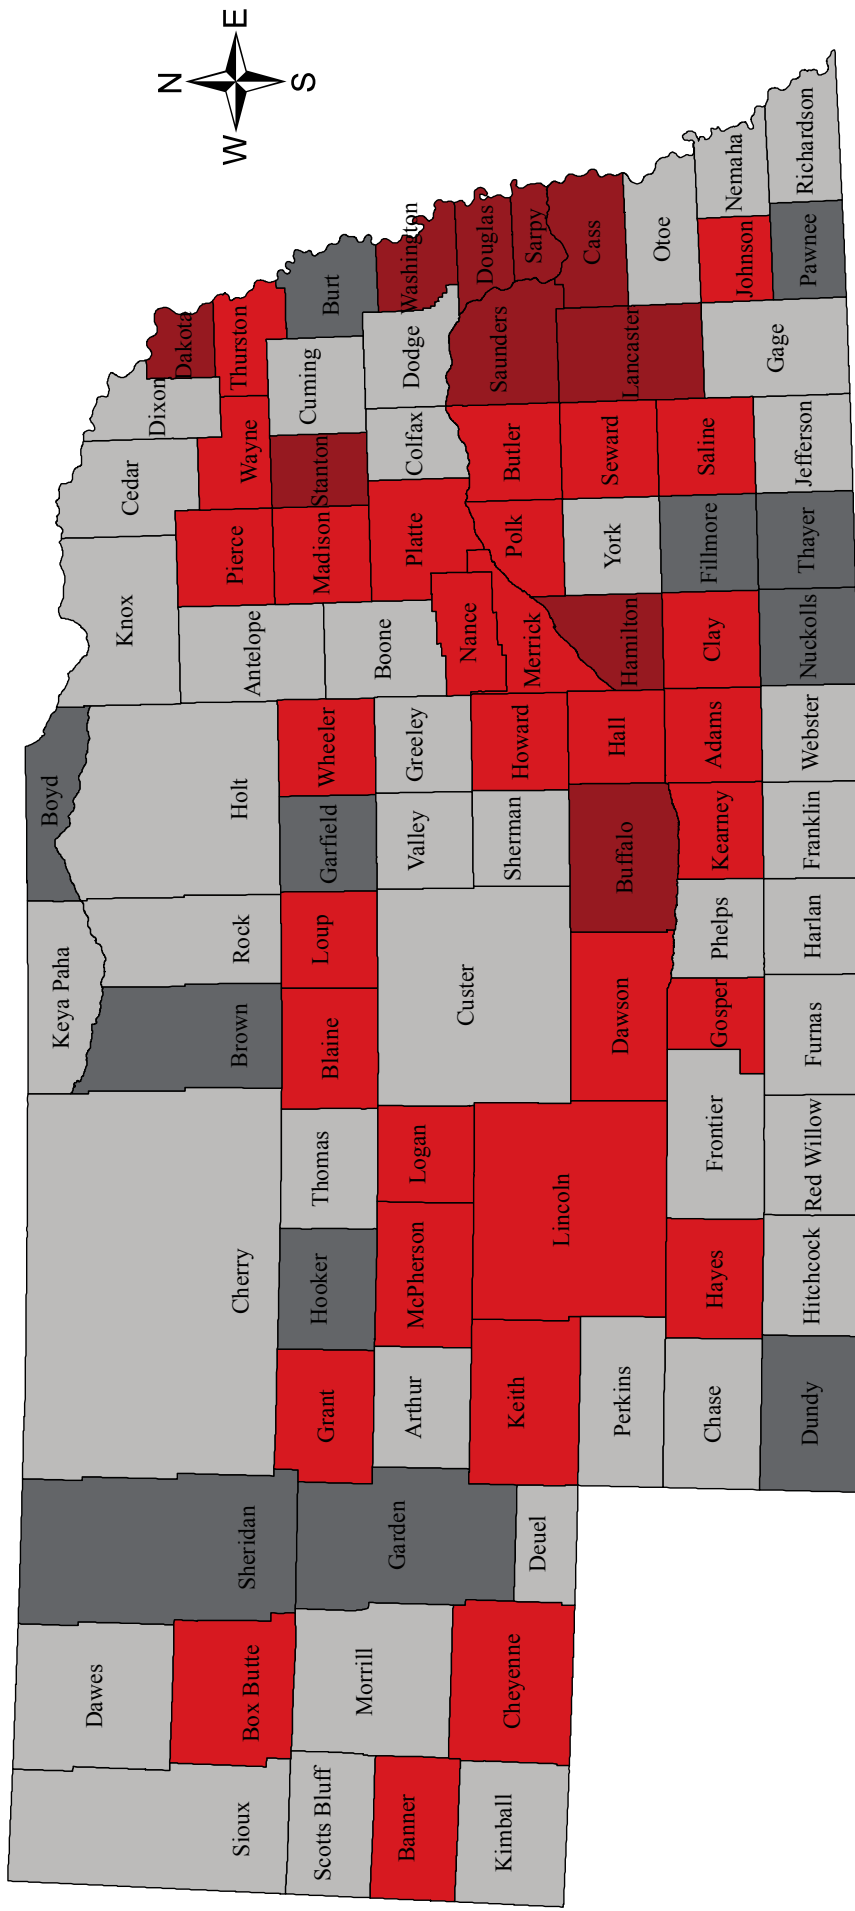 N
W
E
S
Sioux
Dawes
Sheridan
Cherry
Keya Paha
Boyd
Brown
Rock
Holt
Knox
Cedar
Dixon
Dakota
Antelope
Pierce
Wayne
Thurston
Box Butte
Scotts Bluff
Morrill
Garden
Grant
Hooker
Thomas
Blaine
Loup
Garfield
Wheeler
Boone
Madison
Stanton
Cuming
Burt
Banner
Arthur
McPherson
Logan
Custer
Valley
Greeley
Nance
Platte
Colfax
Dodge
Washington
Kimball
Cheyenne
Deuel
Keith
Lincoln
Dawson
Sherman
Howard
Merrick
Polk
Butler
Saunders
Douglas
Sarpy
Perkins
Buffalo
Hall
Hamilton
York
Seward
Lancaster
Cass
Otoe
Chase
Hayes
Frontier
Gosper
Phelps
Kearney
Adams
Clay
Fillmore
Saline
Gage
Johnson
Nemaha
Dundy
Hitchcock
Red Willow
Furnas
Harlan
Franklin
Webster
Nuckolls
Thayer
Jefferson
Pawnee
Richardson